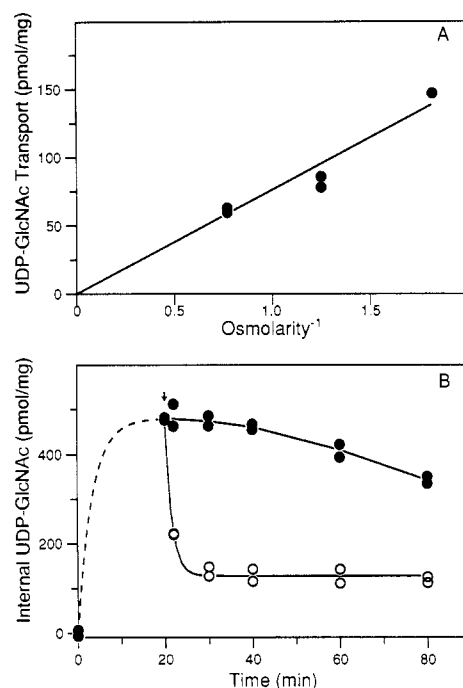 A
UDP-GlcNAc Transport (pmol/mg)
150
100
50
0
0 0.5 1.0 1.5
Osmolarity⁻¹
B
Internal UDP-GlcNAc (pmol/mg)
400
200
0
0 20 40 60 80
Time (min)